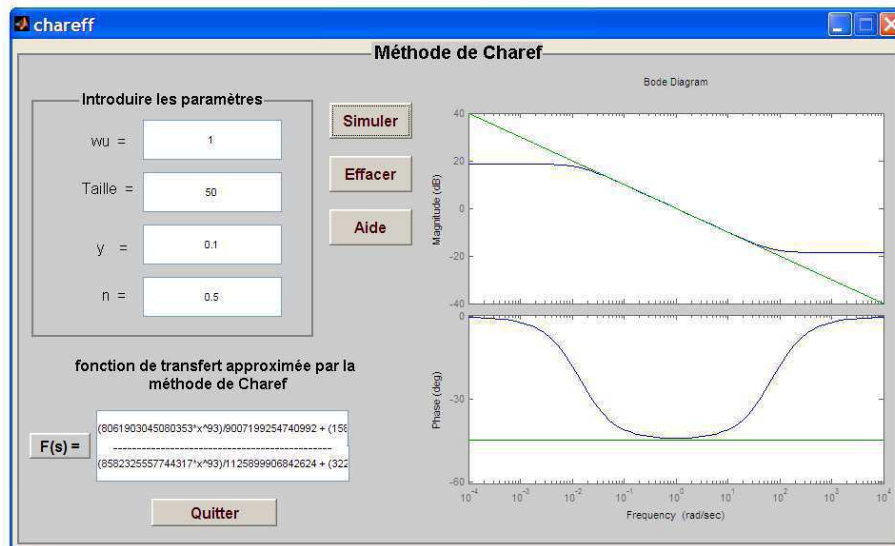 chareff
Méthode de Charef
Introduire les paramètres
wu = 1
Taille = 50
y = 0.1
n = 0.5
Simuler
Effacer
Aide
fonction de transfert approximée par la
méthode de Charef
F(s) =
(8061903045080353*x^93)/9007199254740992 + (158
------------------------------------------------
(8582325557744317*x^93)/1125899906842624 + (322
Quitter
Bode Diagram
Magnitude (dB)
40
20
0
-20
-40
Phase (deg)
0
-30
-60
10^-4 10^-3 10^-2 10^-1 10^0 10^1 10^2 10^3 10^4
Frequency (rad/sec)